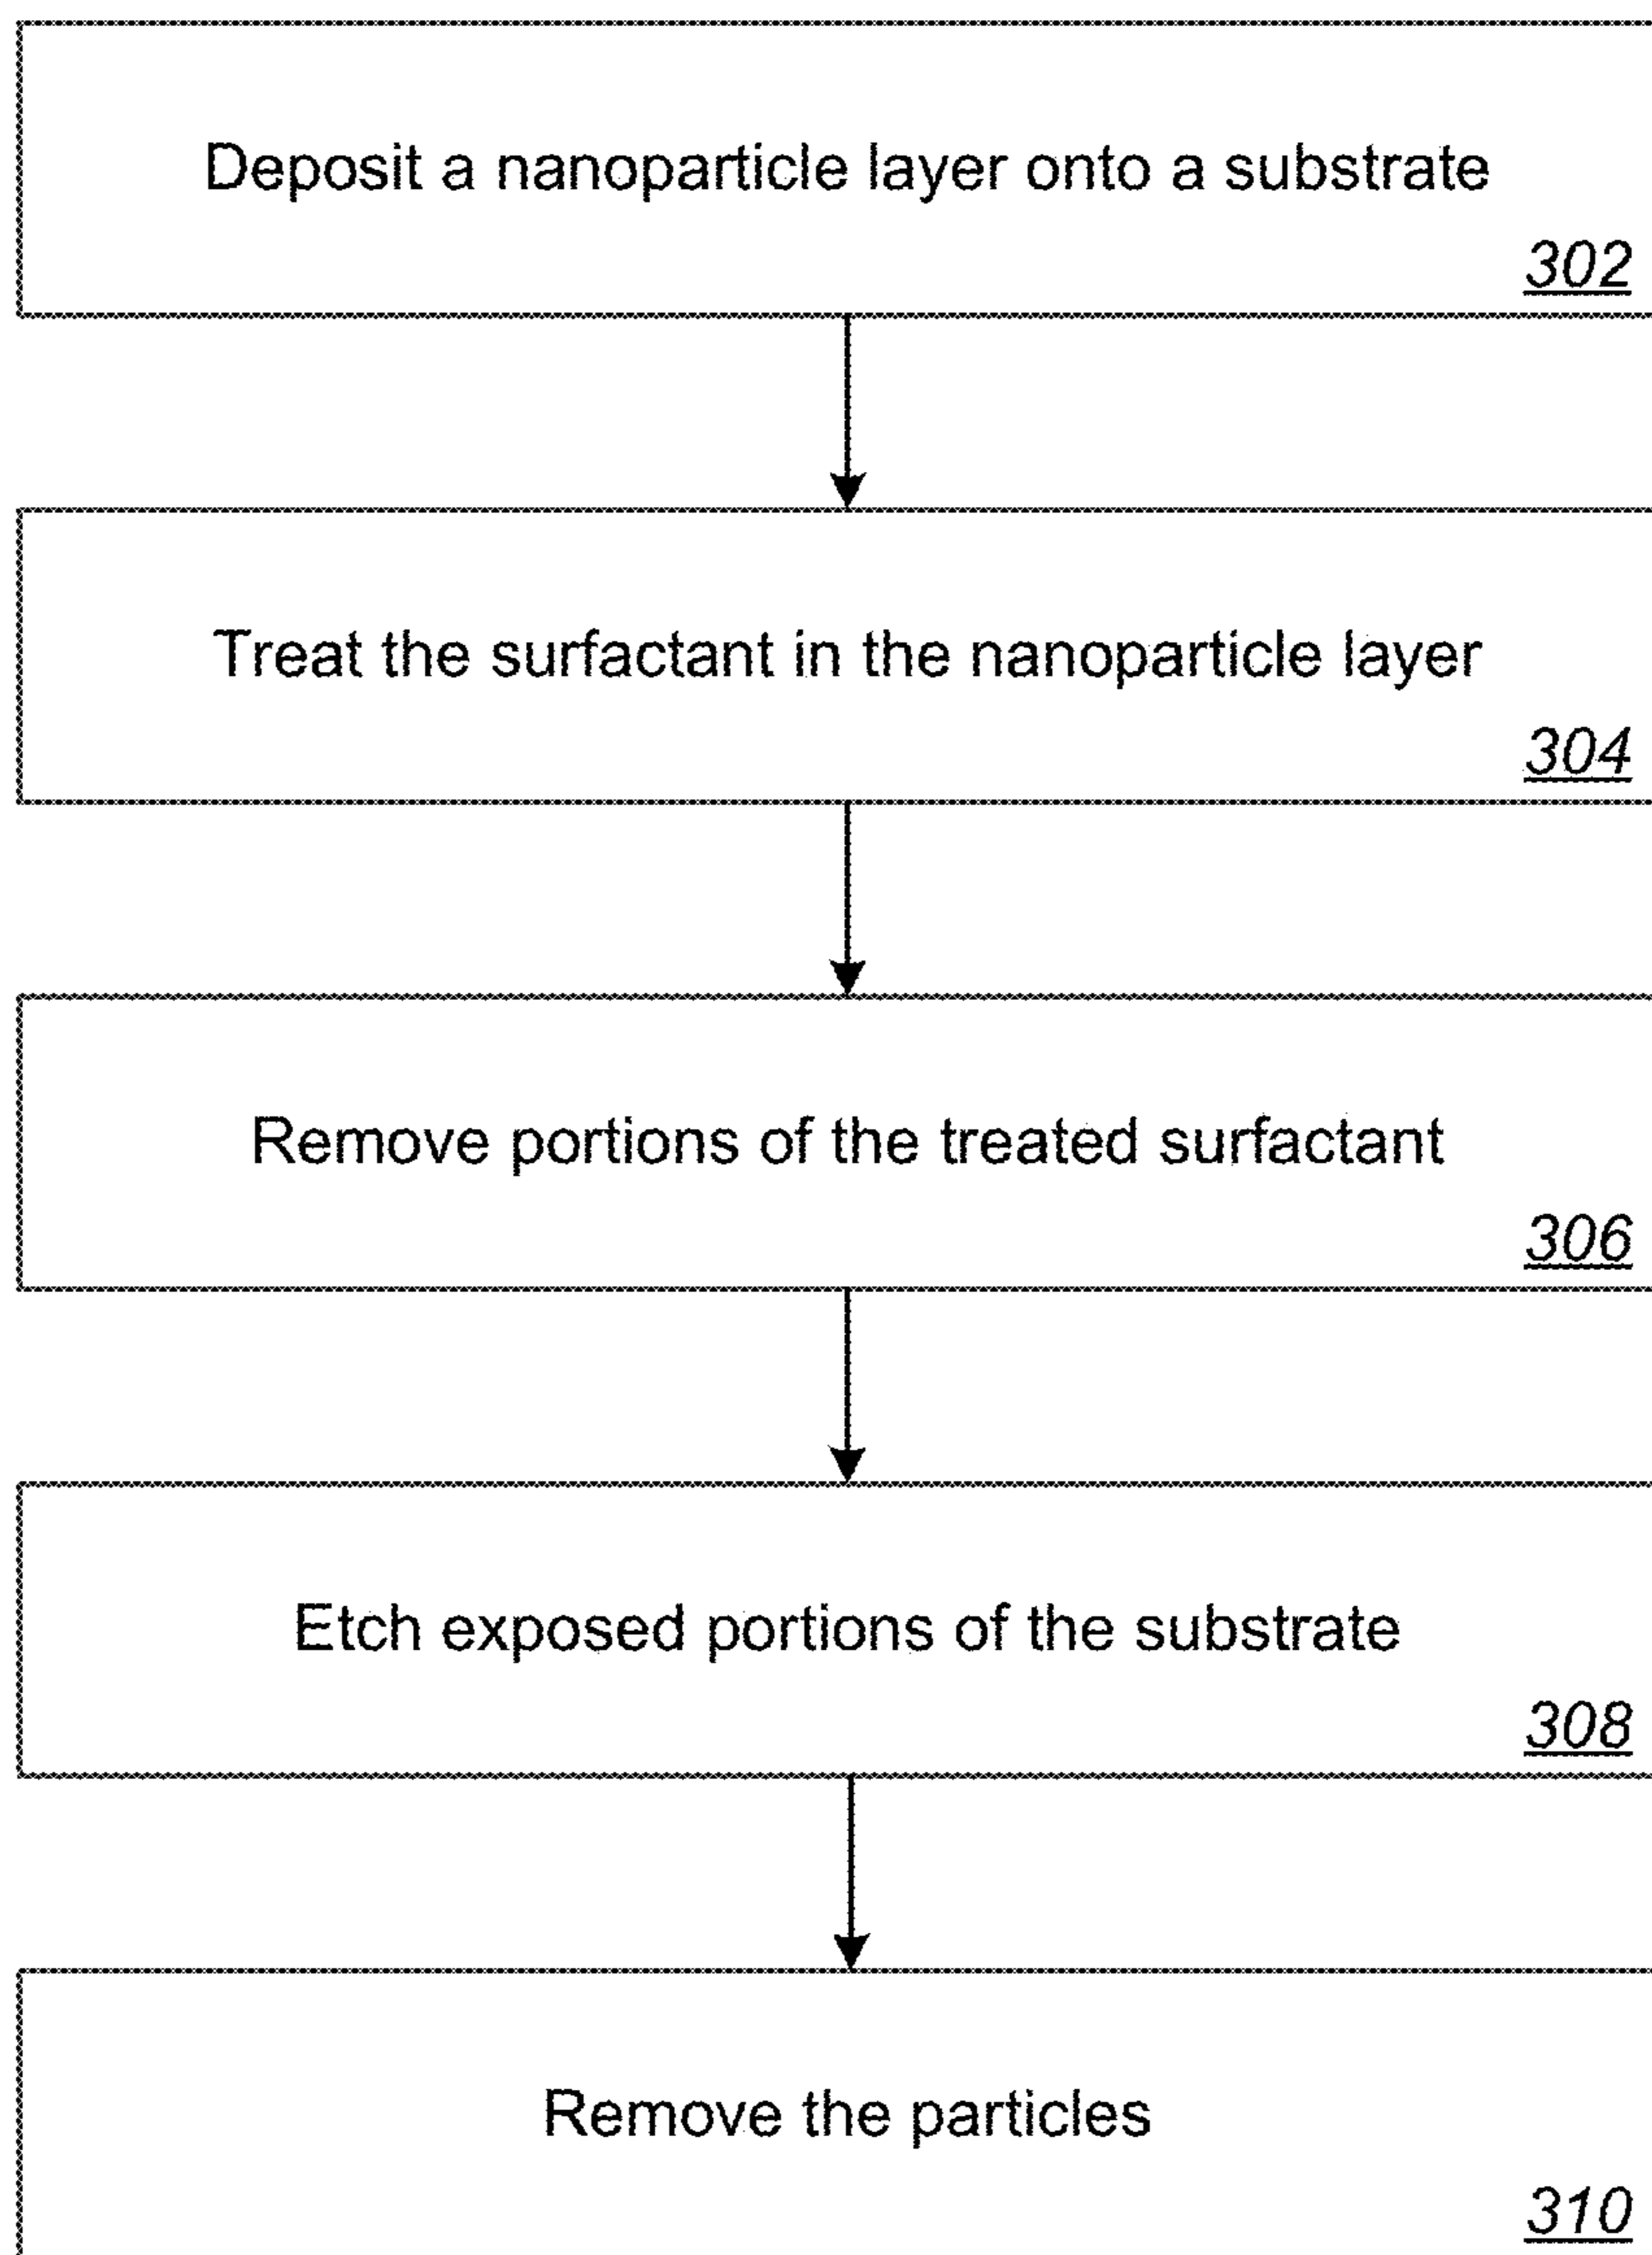 Deposit a nanoparticle layer onto a substrate
302
Treat the surfactant in the nanoparticle layer
304
Remove portions of the treated surfactant
306
Etch exposed portions of the substrate
308
Remove the particles
310